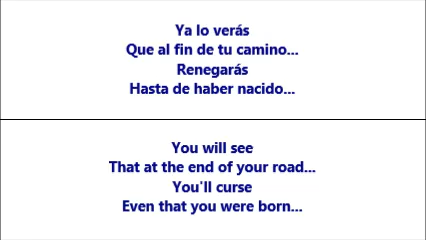 Ya lo verás
Que al fin de tu camino...
Renegarás
Hasta de haber nacido...
You will see
That at the end of your road...
You'll curse
Even that you were born...